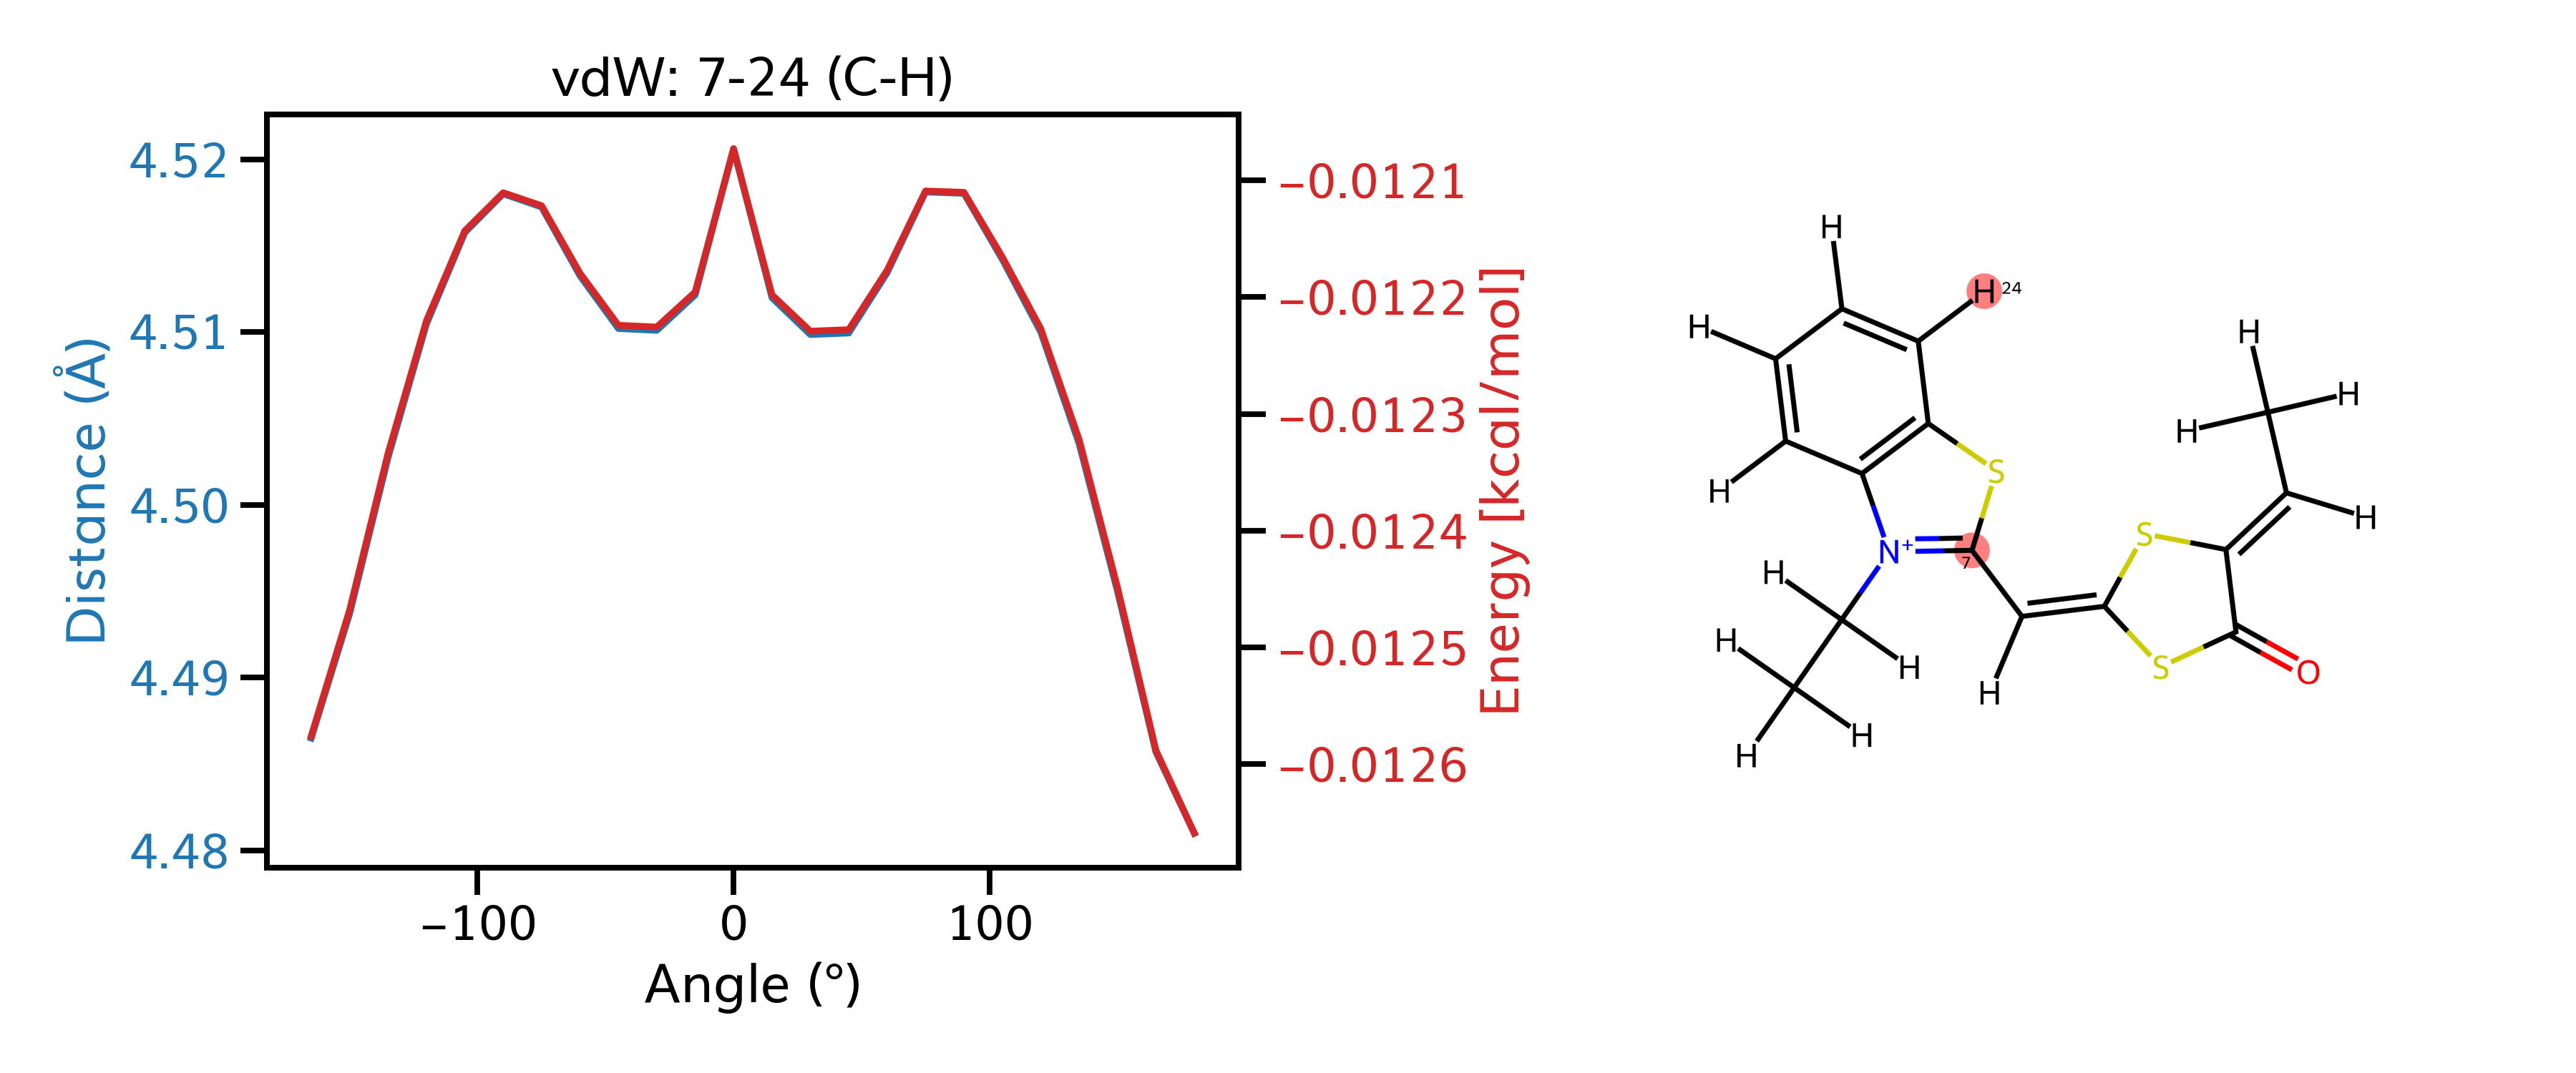 vdW: 7-24 (C-H)
4.52
4.51
4.50
4.49
4.48
Distance (Å)
−0.0121
−0.0122
−0.0123
−0.0124
−0.0125
−0.0126
Energy [kcal/mol]
−100 0 100
Angle (°)
H
H 24
H
H
H
H
H
S
H
H
S
N+
7
H
H
H
S
O
H
H
H
H